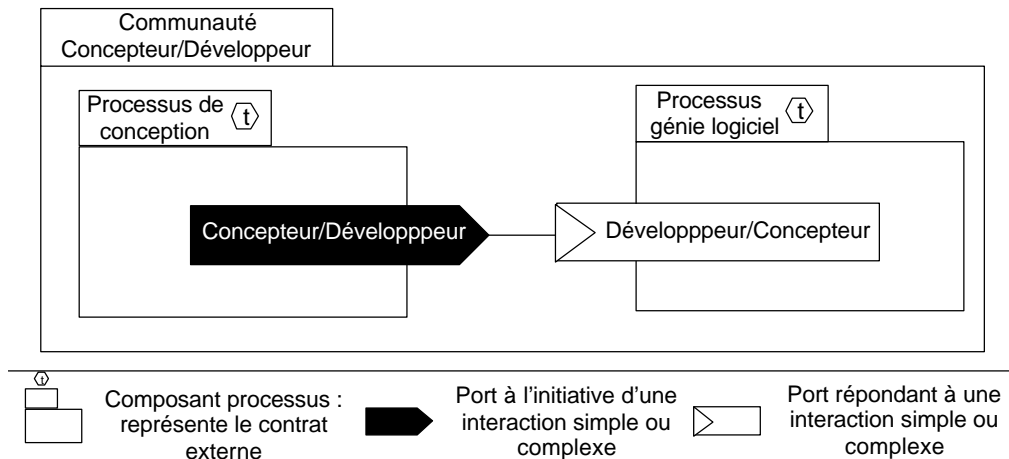 Communauté
Concepteur/Développeur
Processus de
conception
t
Processus
génie logiciel
t
Concepteur/Développpeur
Développpeur/Concepteur
t
Composant processus :
représente le contrat
externe
Port à l’initiative d’une
interaction simple ou
complexe
Port répondant à une
interaction simple ou
complexe